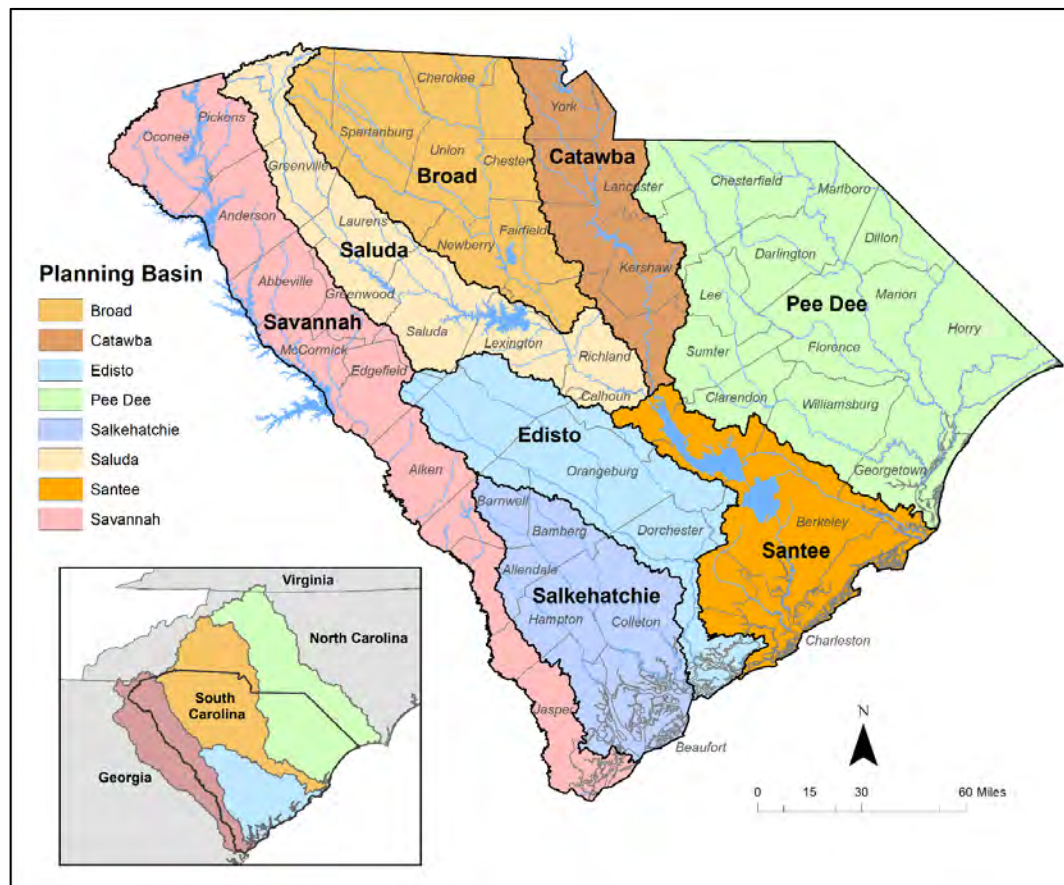 Cherokee
York
Pickens
Oconee
Spartanburg
Union
Greenville
Chester
Catawba
Broad
Lancaster
Chesterfield
Marlboro
Anderson
Laurens
Fairfield
Newberry
Dillon
Darlington
Saluda
Kershaw
Planning Basin
Abbeville
Greenwood
Lee
Pee Dee
Marion
Broad
Savannah
Saluda
Lexington
Richland
Horry
Catawba
McCormick
Sumter
Florence
Edisto
Edgefield
Calhoun
Clarendon
Williamsburg
Pee Dee
Salkehatchie
Edisto
Saluda
Aiken
Orangeburg
Georgetown
Santee
Barnwell
Savannah
Bamberg
Dorchester
Berkeley
Santee
Allendale
Salkehatchie
Hampton
Colleton
Charleston
Virginia
North Carolina
South
Carolina
Georgia
Jasper
Beaufort
N
0 15 30 60 Miles